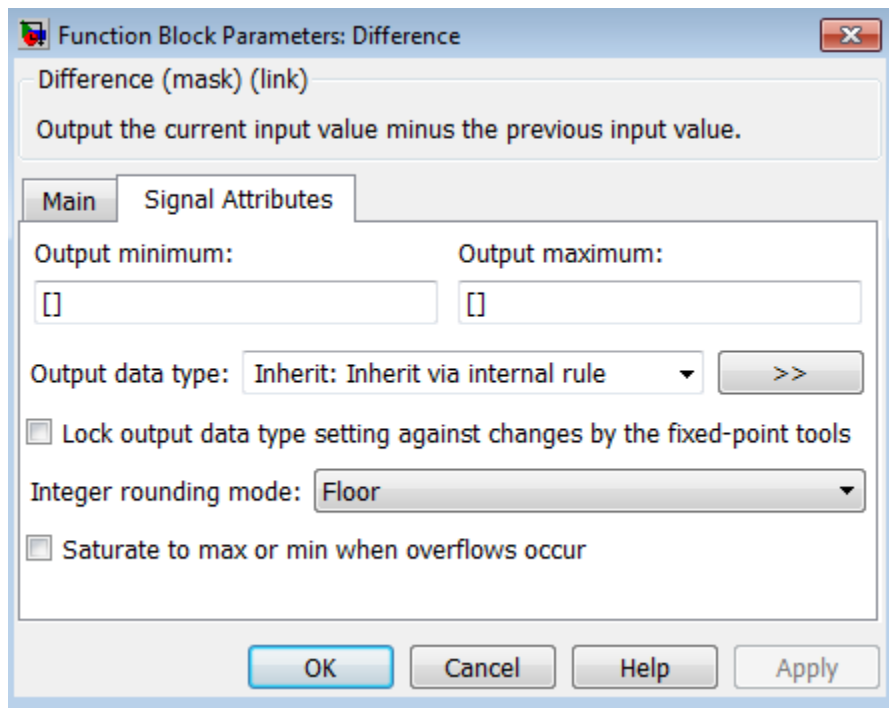 Function Block Parameters: Difference
Difference (mask) (link)
Output the current input value minus the previous input value.
Main Signal Attributes
Output minimum: Output maximum:
[] []
Output data type: Inherit: Inherit via internal rule >>
Lock output data type setting against changes by the fixed-point tools
Integer rounding mode: Floor
Saturate to max or min when overflows occur
OK Cancel Help Apply